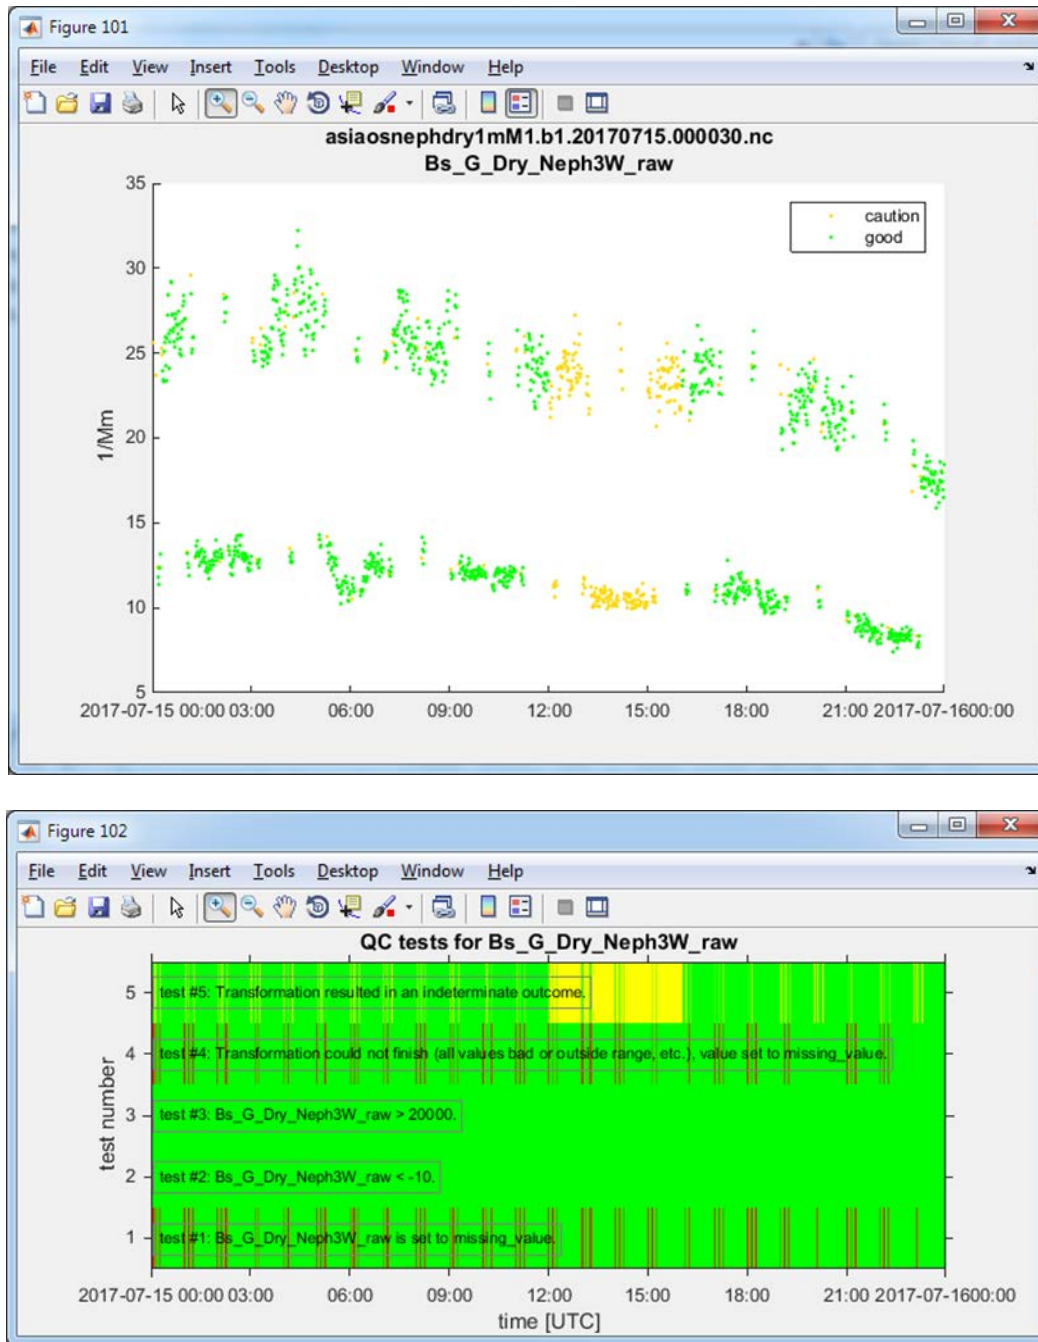 Figure 101
File Edit View Insert Tools Desktop Window Help
asiaosnephdry1mM1.b1.20170715.000030.nc
Bs_G_Dry_Neph3W_raw
35
30
25
20
15
10
5
1/Mm
caution
good
2017-07-15 00:00 03:00 06:00 09:00 12:00 15:00 18:00 21:00 2017-07-1600:00
Figure 102
File Edit View Insert Tools Desktop Window Help
QC tests for Bs_G_Dry_Neph3W_raw
test number
5 test #5: Transformation resulted in an indeterminate outcome.
4 test #4: Transformation could not finish (all values bad or outside range, etc.), value set to missing_value.
3 test #3: Bs_G_Dry_Neph3W_raw > 20000.
2 test #2: Bs_G_Dry_Neph3W_raw < -10.
1 test #1: Bs_G_Dry_Neph3W_raw is set to missing_value.
2017-07-15 00:00 03:00 06:00 09:00 12:00 15:00 18:00 21:00 2017-07-1600:00
time [UTC]